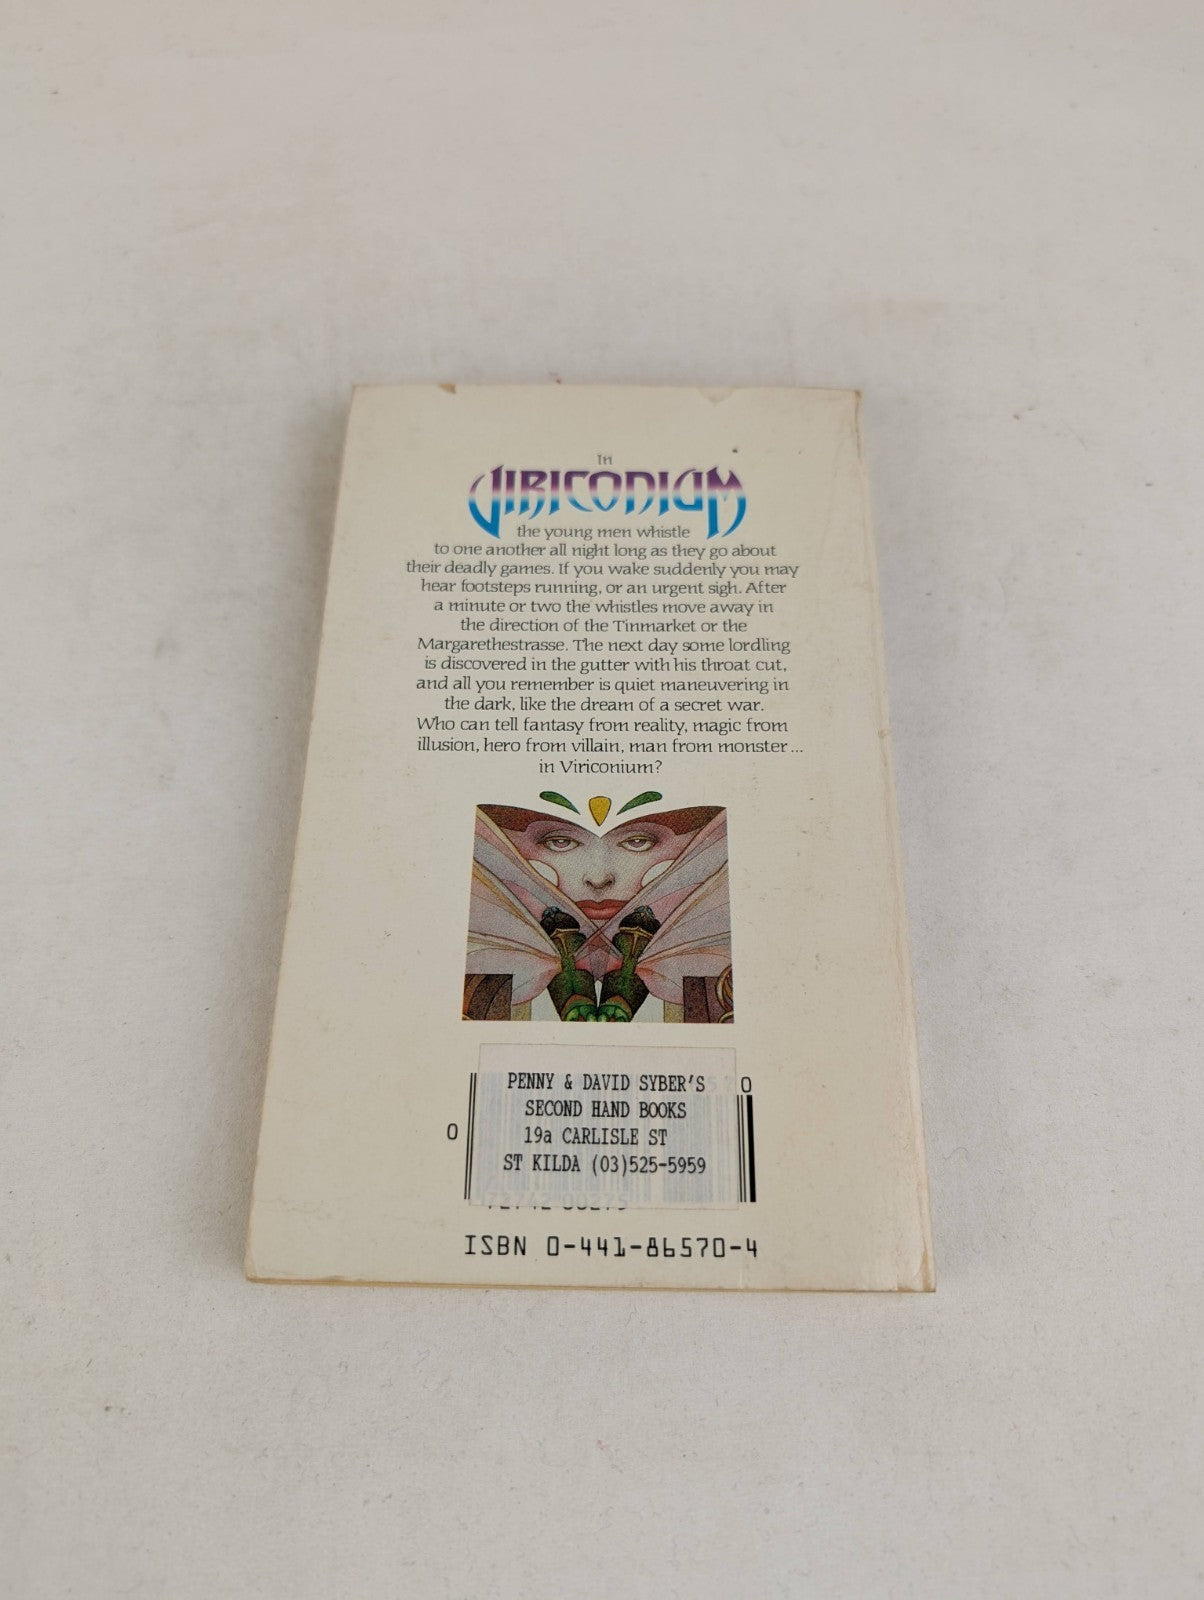 In
VIRICONIUM
the young men whistle
to one another all night long as they go about
their deadly games. If you wake suddenly you may
hear footsteps running, or an urgent sigh. After
a minute or two the whistles move away in
the direction of the Tinmarket or the
Margarethestrasse. The next day some lordling
is discovered in the gutter with his throat cut,
and all you remember is quiet maneuvering in
the dark, like the dream of a secret war.
Who can tell fantasy from reality, magic from
illusion, hero from villain, man from monster...
in Viriconium?
PENNY & DAVID SYBER'S
SECOND HAND BOOKS
19a CARLISLE ST
ST KILDA (03)525-5959
0
0
ISBN 0-441-86570-4